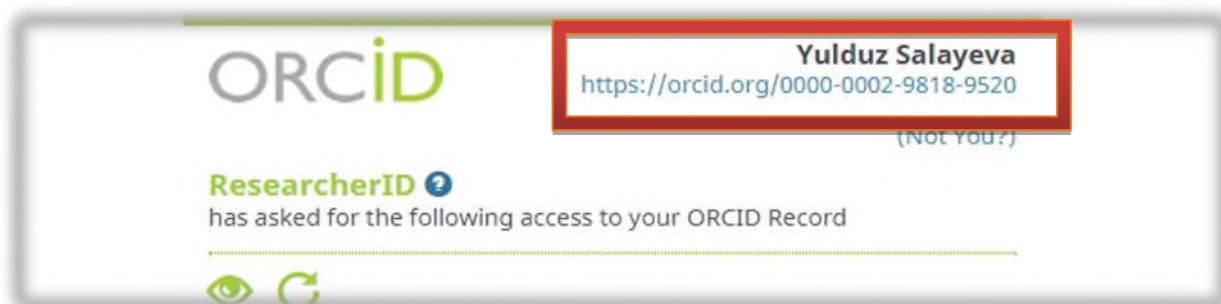 ORCiD
Yulduz Salayeva
https://orcid.org/0000-0002-9818-9520
(Not You?)
ResearcherID ?
has asked for the following access to your ORCID Record